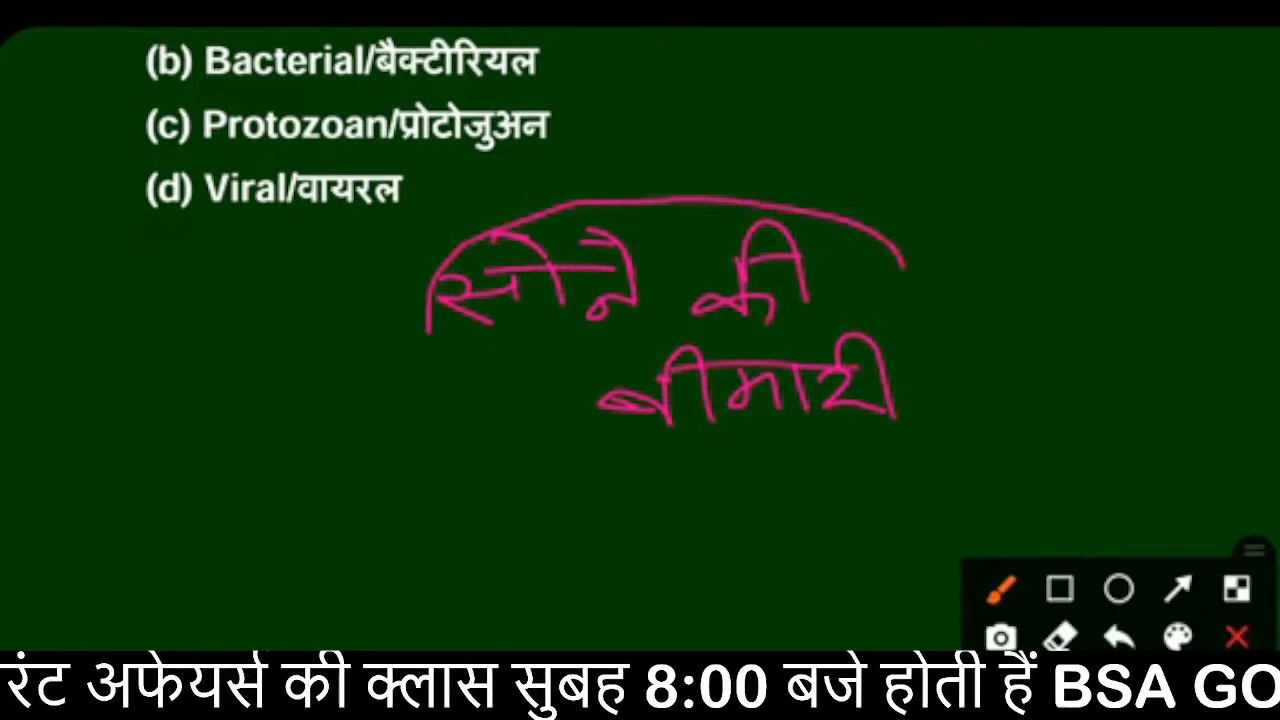 (b) Bacterial/बैक्टीरियल
(c) Protozoan/प्रोटोजुअन
(d) Viral/वायरल
सोने की
बीमारी
रंट अफेयर्स की क्लास सुबह 8:00 बजे होती हैं BSA GO